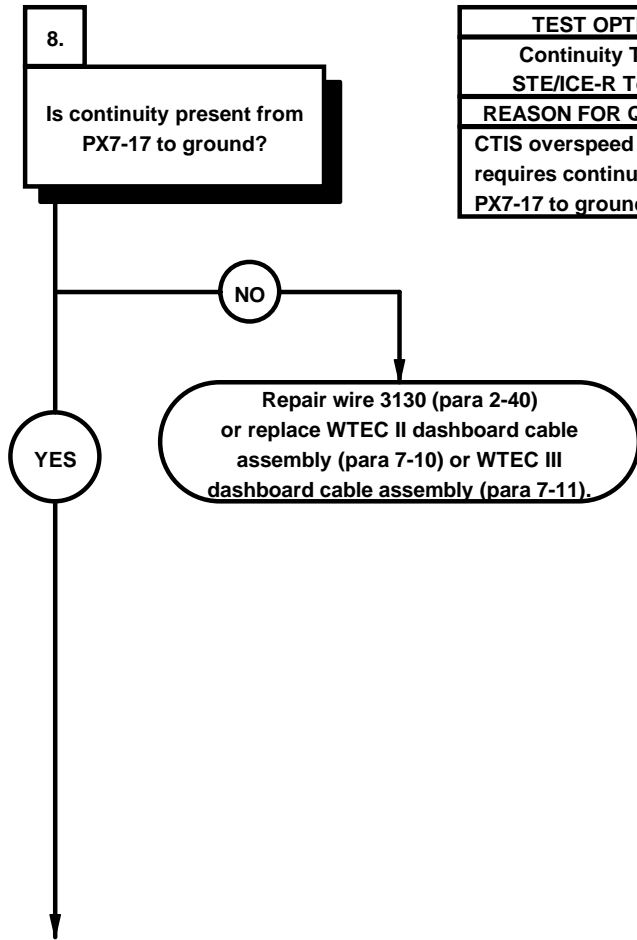 8.
Is continuity present from
PX7-17 to ground?
TEST
Continuity
STE/ICE-R
REASON FOR
CTIS overspeed
requires
PX7-17 to
NO
YES
Repair wire 3130 (para 2-40)
or replace WTEC II dashboard cable
assembly (para 7-10) or WTEC III
dashboard cable assembly (para 7-11).